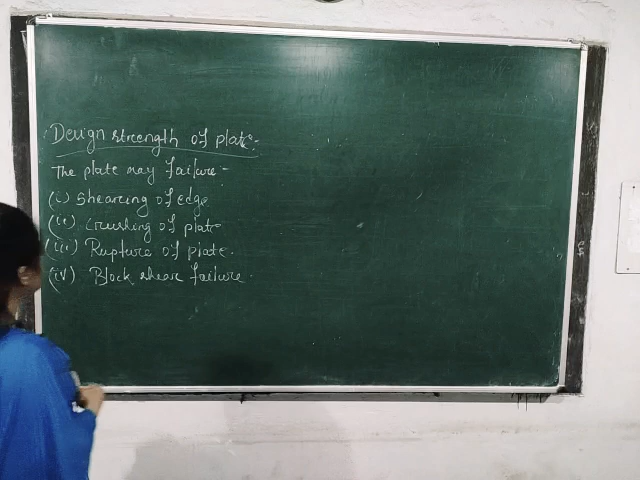 Design strength of plate:-
The plate may failure -
(i) Shearing of edge
(ii) Crushing of plate
(iii) Rupture of plate.
(iv) Block shear failure.